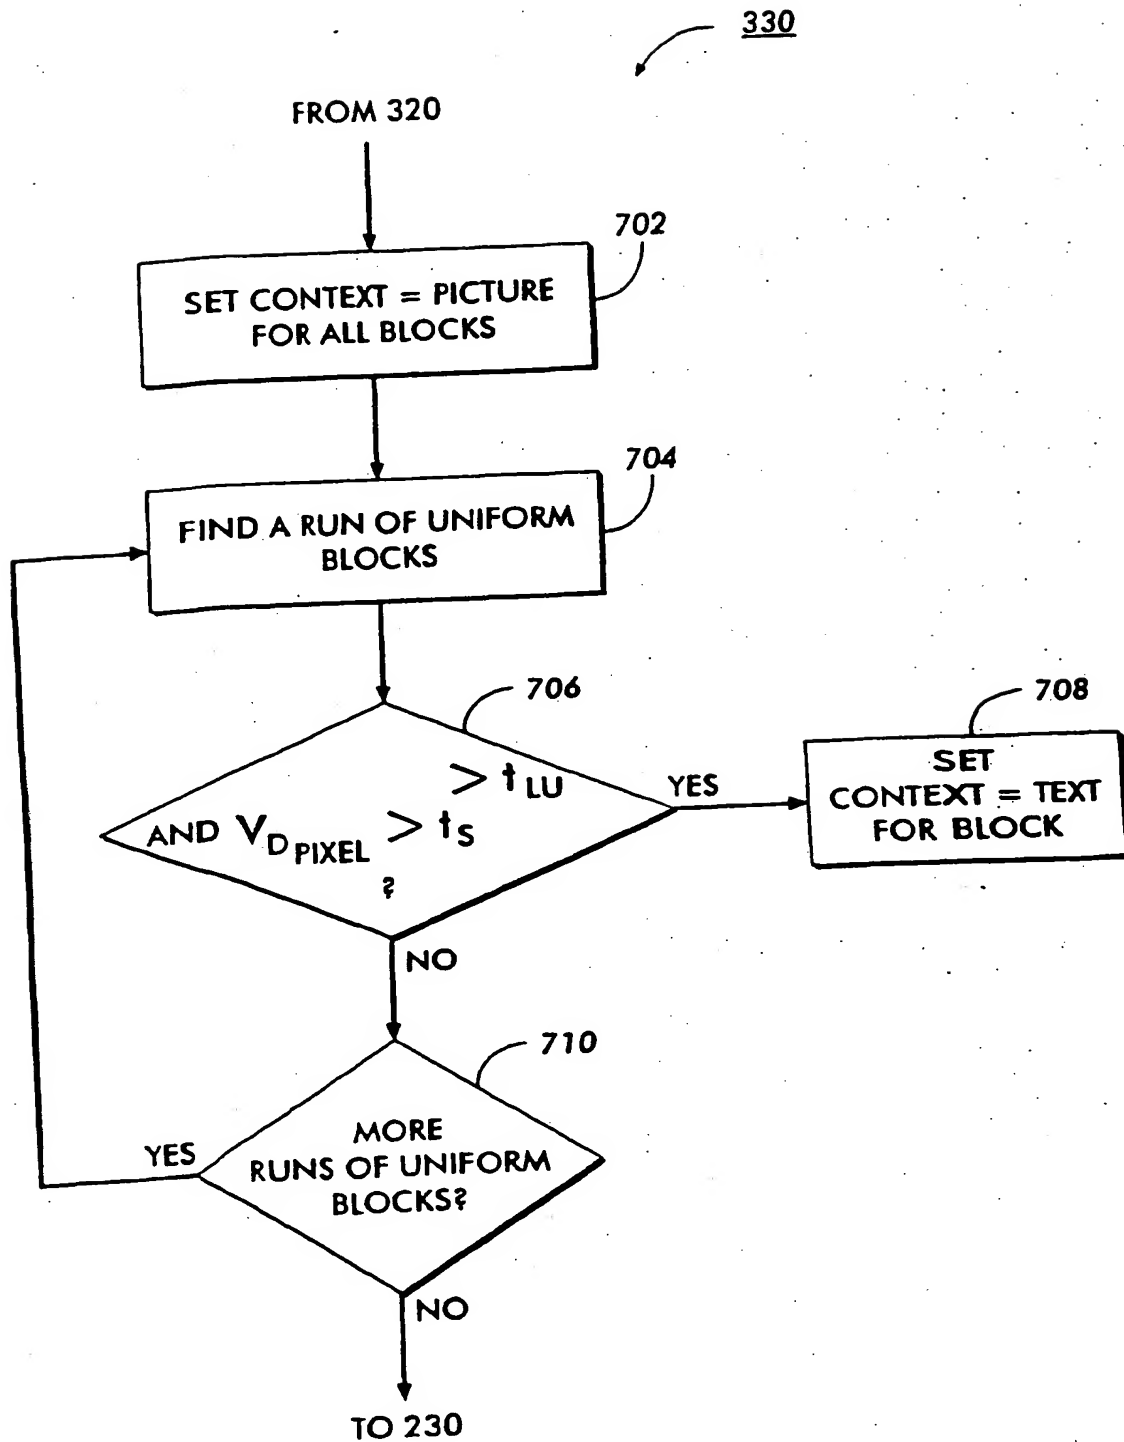 330
FROM 320
702
SET CONTEXT = PICTURE
FOR ALL BLOCKS
704
FIND A RUN OF UNIFORM
BLOCKS
706
> t LU
AND V D PIXEL > t S
?
YES
708
SET
CONTEXT = TEXT
FOR BLOCK
NO
710
MORE
RUNS OF UNIFORM
BLOCKS?
YES
NO
TO 230